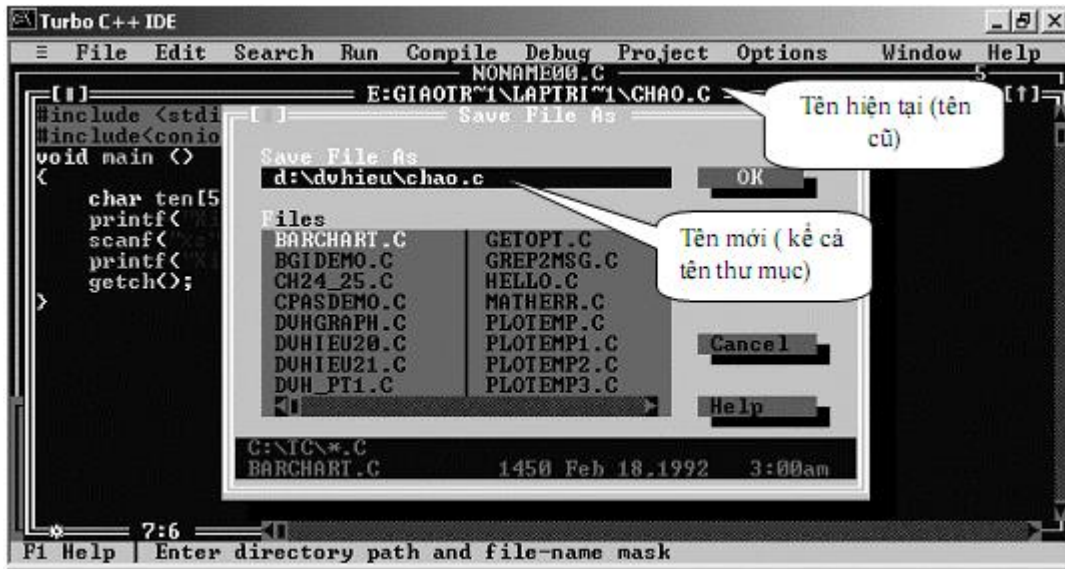 Turbo C++ IDE
≡ File Edit Search Run Compile Debug Project Options Window Help
NONAME00.C 5
E:GIAOTR~1\LAPTRI~1\CHAO.C
[↑]
Tên hiện tại (tên
cũ)
#include <stdi
#include<conio
void main ()
{
char ten[5
printf(
scanf("%s"
printf(
getch();
}
Save File As
Save File As
d:\dvhieu\chao.c
OK
Tên mới ( kể cả
tên thư mục)
Files
BARCHART.C GETOPT.C
BGIDEMO.C GREP2MSG.C
CH24_25.C HELLO.C
CPASDEMO.C MATHERR.C
DVHGRAPH.C PLOTEMP.C
DVHIEU20.C PLOTEMP1.C
DVHIEU21.C PLOTEMP2.C
DVH_PT1.C PLOTEMP3.C
Cancel
Help
C:\TC\*.C
BARCHART.C 1450 Feb 18,1992 3:00am
7:6
F1 Help | Enter directory path and file-name mask